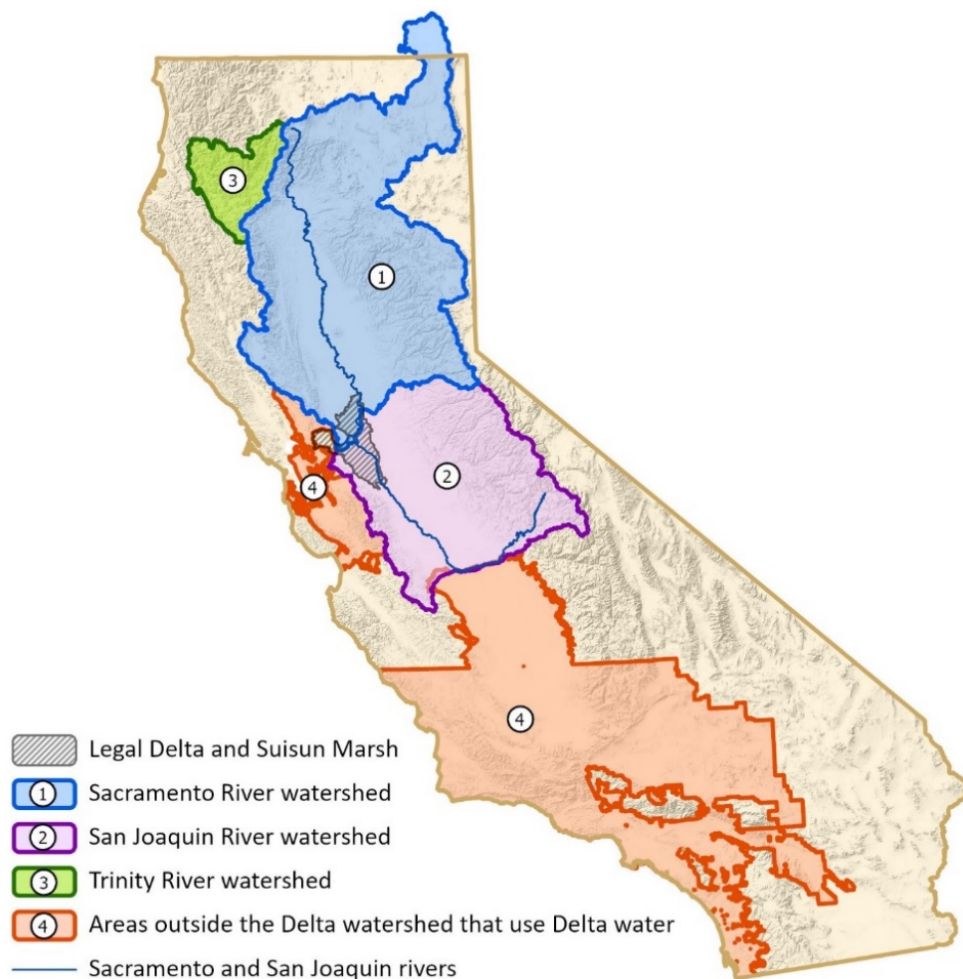 3
1
2
4
4
Legal Delta and Suisun Marsh
1 Sacramento River watershed
2 San Joaquin River watershed
3 Trinity River watershed
4 Areas outside the Delta watershed that use Delta water
Sacramento and San Joaquin rivers